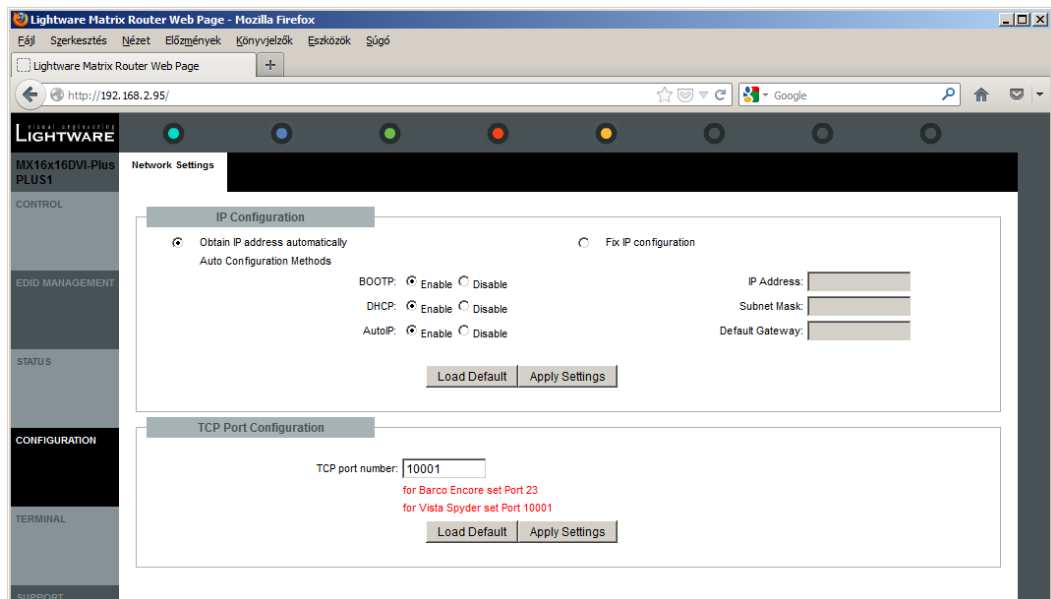 Lightware Matrix Router Web Page - Mozilla Firefox
Fájl Szerkesztés Nézet Előzmények Könyvjelzők Eszközök Súgó
Lightware Matrix Router Web Page +
http://192.168.2.95/ Google
visual engineering
LIGHTWARE
MX16x16DVI-Plus
PLUS1
Network Settings
CONTROL
IP Configuration
Obtain IP address automatically Fix IP configuration
Auto Configuration Methods
EDID MANAGEMENT
BOOTP: Enable Disable IP Address:
DHCP: Enable Disable Subnet Mask:
AutoIP: Enable Disable Default Gateway:
STATUS
Load Default Apply Settings
TCP Port Configuration
CONFIGURATION
TCP port number: 10001
for Barco Encore set Port 23
for Vista Spyder set Port 10001
TERMINAL
Load Default Apply Settings
SUPPORT